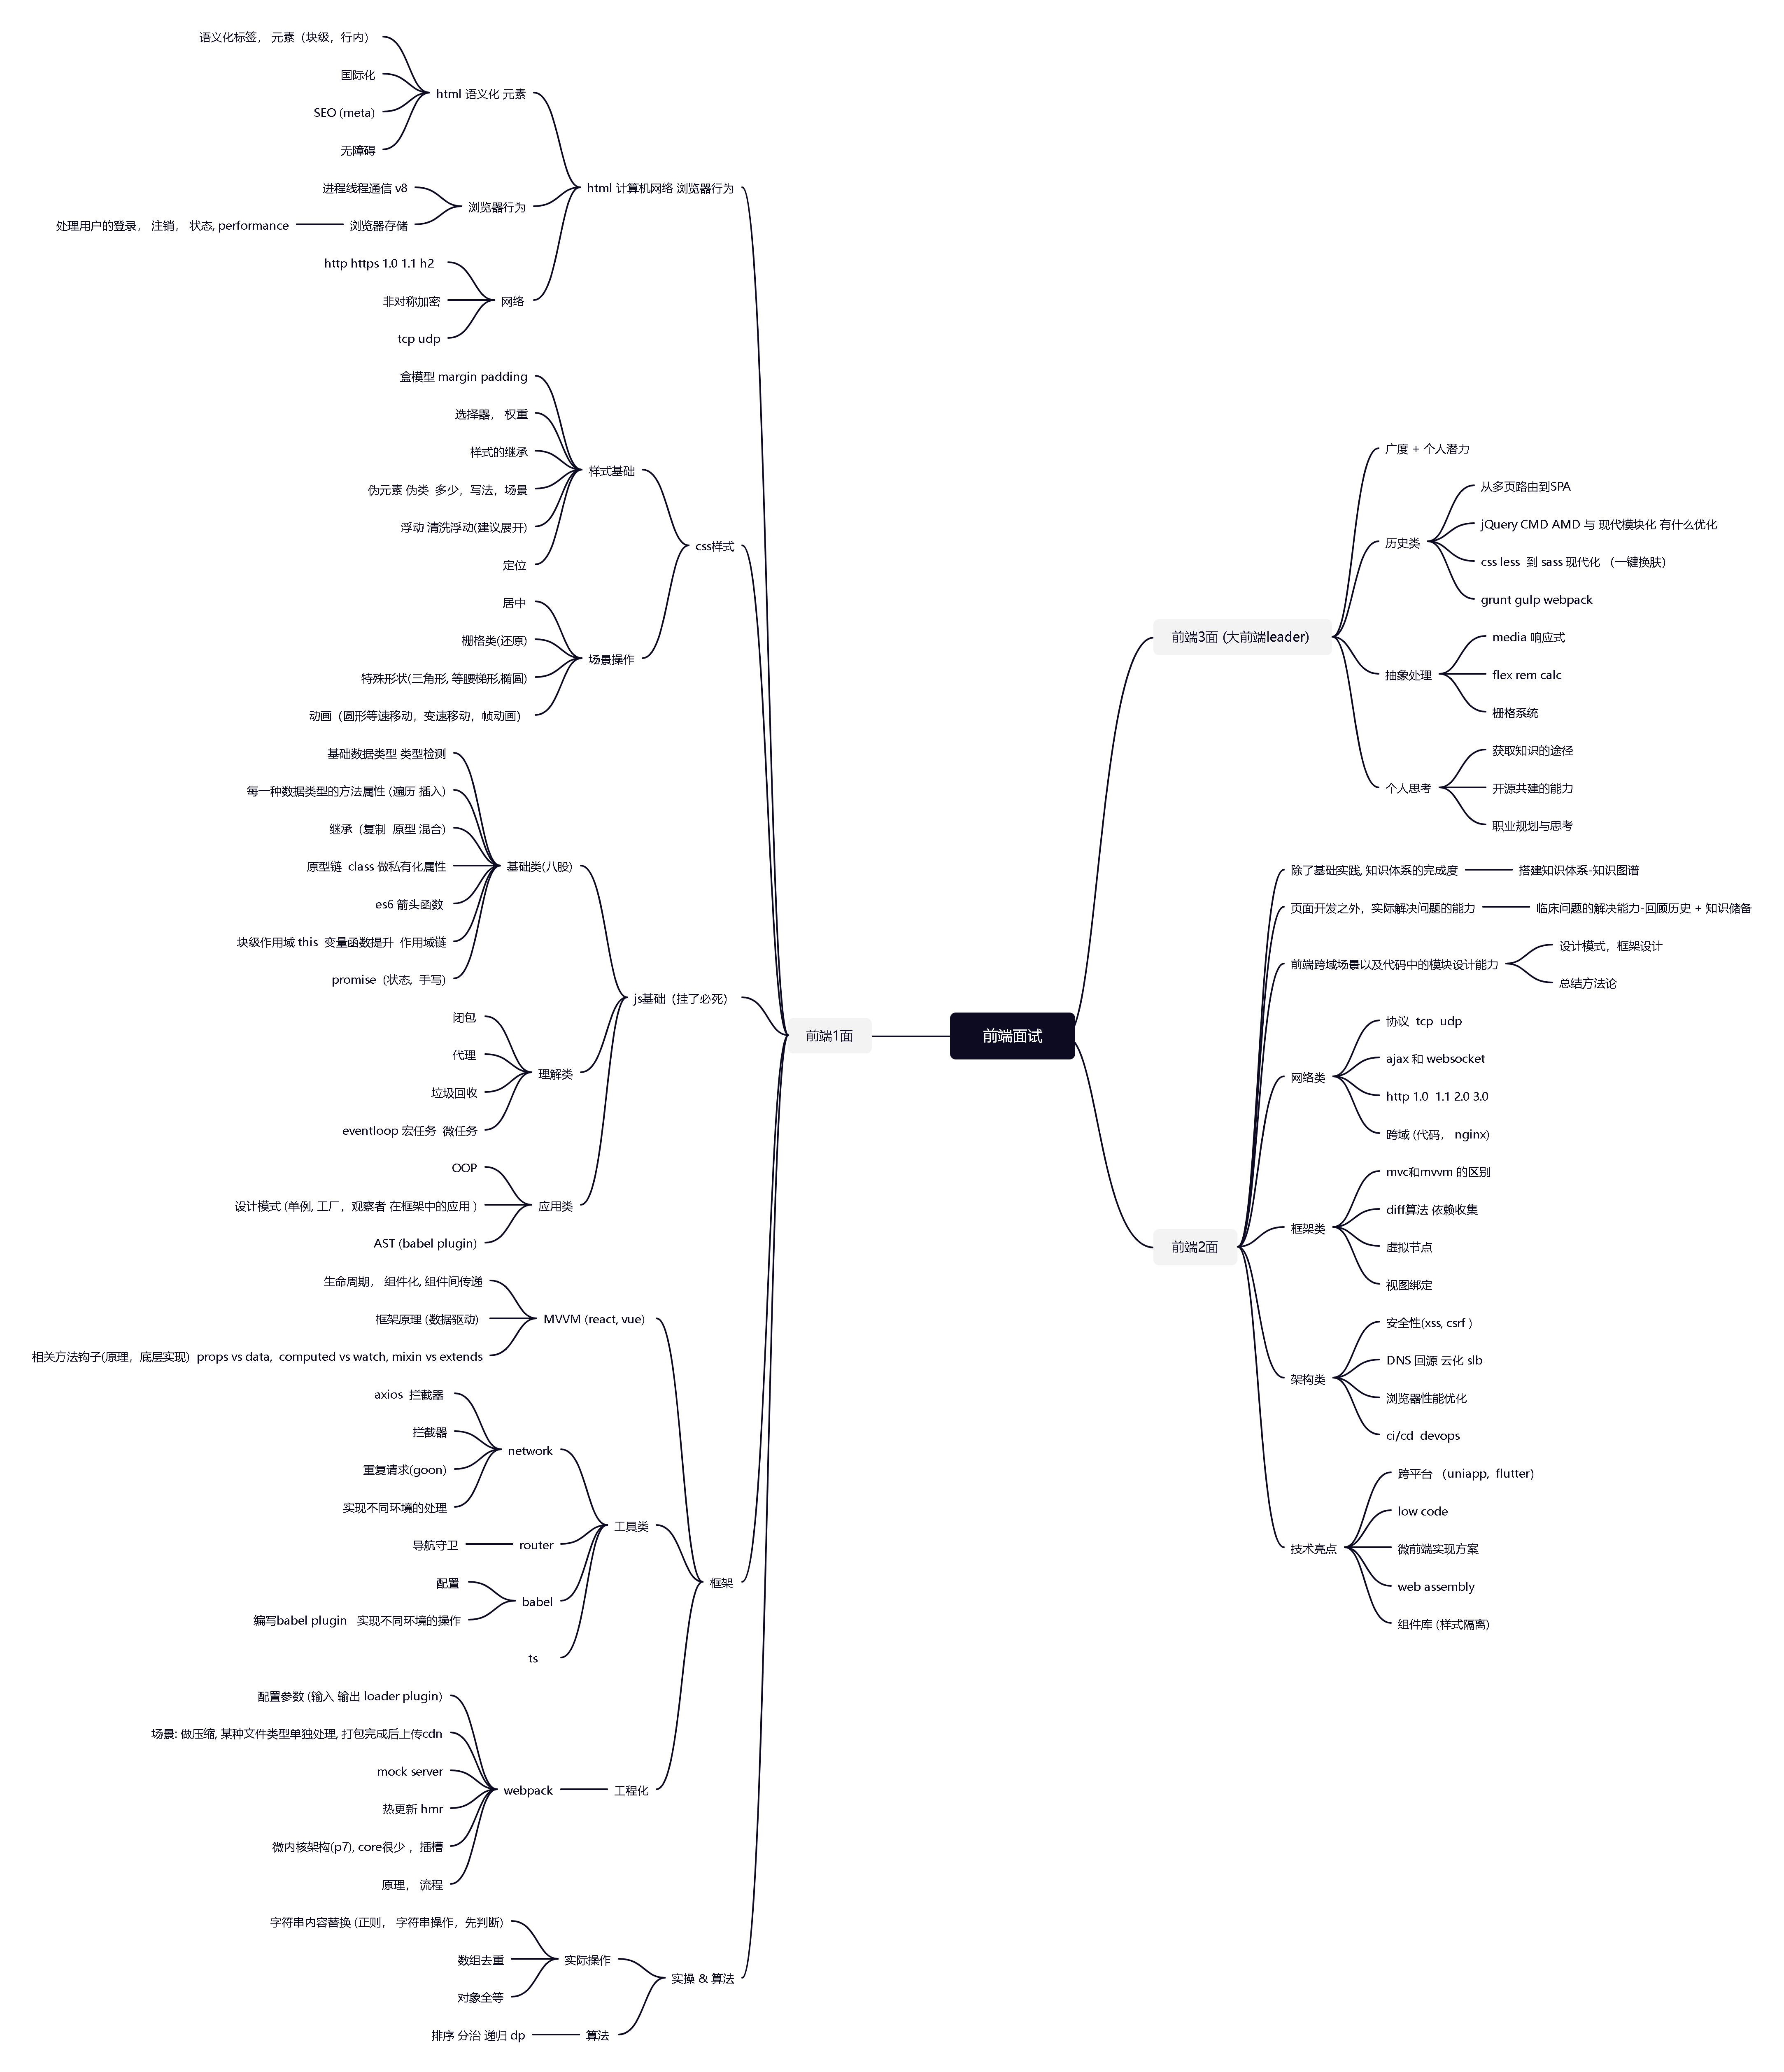 前端面试
前端1面
html 计算机网络 浏览器行为
html 语义化 元素
语义化标签， 元素（块级，行内）
国际化
SEO (meta)
无障碍
浏览器行为
进程线程通信 v8
浏览器存储
处理用户的登录， 注销， 状态, performance
网络
http https 1.0 1.1 h2
非对称加密
tcp udp
css样式
样式基础
盒模型 margin padding
选择器， 权重
样式的继承
伪元素 伪类 多少，写法，场景
浮动 清洗浮动(建议展开)
定位
场景操作
居中
栅格类(还原)
特殊形状(三角形, 等腰梯形,椭圆)
动画（圆形等速移动，变速移动，帧动画）
js基础（挂了必死）
基础类(八股)
基础数据类型 类型检测
每一种数据类型的方法属性 (遍历 插入)
继承（复制 原型 混合)
原型链 class 做私有化属性
es6 箭头函数
块级作用域 this 变量函数提升 作用域链
promise（状态, 手写)
理解类
闭包
代理
垃圾回收
eventloop 宏任务 微任务
应用类
OOP
设计模式 (单例, 工厂，观察者 在框架中的应用 )
AST (babel plugin)
框架
MVVM (react, vue)
生命周期， 组件化, 组件间传递
框架原理 (数据驱动)
相关方法钩子(原理，底层实现) props vs data, computed vs watch, mixin vs extends
工具类
network
axios 拦截器
拦截器
重复请求(goon)
实现不同环境的处理
router
导航守卫
babel
配置
编写babel plugin 实现不同环境的操作
ts
工程化
webpack
配置参数 (输入 输出 loader plugin)
场景: 做压缩, 某种文件类型单独处理, 打包完成后上传cdn
mock server
热更新 hmr
微内核架构(p7), core很少 ，插槽
原理， 流程
实操 & 算法
实际操作
字符串内容替换 (正则， 字符串操作，先判断)
数组去重
对象全等
算法
排序 分治 递归 dp
前端3面 (大前端leader)
广度 + 个人潜力
历史类
从多页路由到SPA
jQuery CMD AMD 与 现代模块化 有什么优化
css less 到 sass 现代化 （一键换肤）
grunt gulp webpack
抽象处理
media 响应式
flex rem calc
栅格系统
个人思考
获取知识的途径
开源共建的能力
职业规划与思考
前端2面
除了基础实践, 知识体系的完成度
搭建知识体系-知识图谱
页面开发之外，实际解决问题的能力
临床问题的解决能力-回顾历史 + 知识储备
前端跨域场景以及代码中的模块设计能力
设计模式，框架设计
总结方法论
网络类
协议 tcp udp
ajax 和 websocket
http 1.0 1.1 2.0 3.0
跨域 (代码， nginx)
框架类
mvc和mvvm 的区别
diff算法 依赖收集
虚拟节点
视图绑定
架构类
安全性(xss, csrf )
DNS 回源 云化 slb
浏览器性能优化
ci/cd devops
技术亮点
跨平台 （uniapp, flutter）
low code
微前端实现方案
web assembly
组件库 (样式隔离)